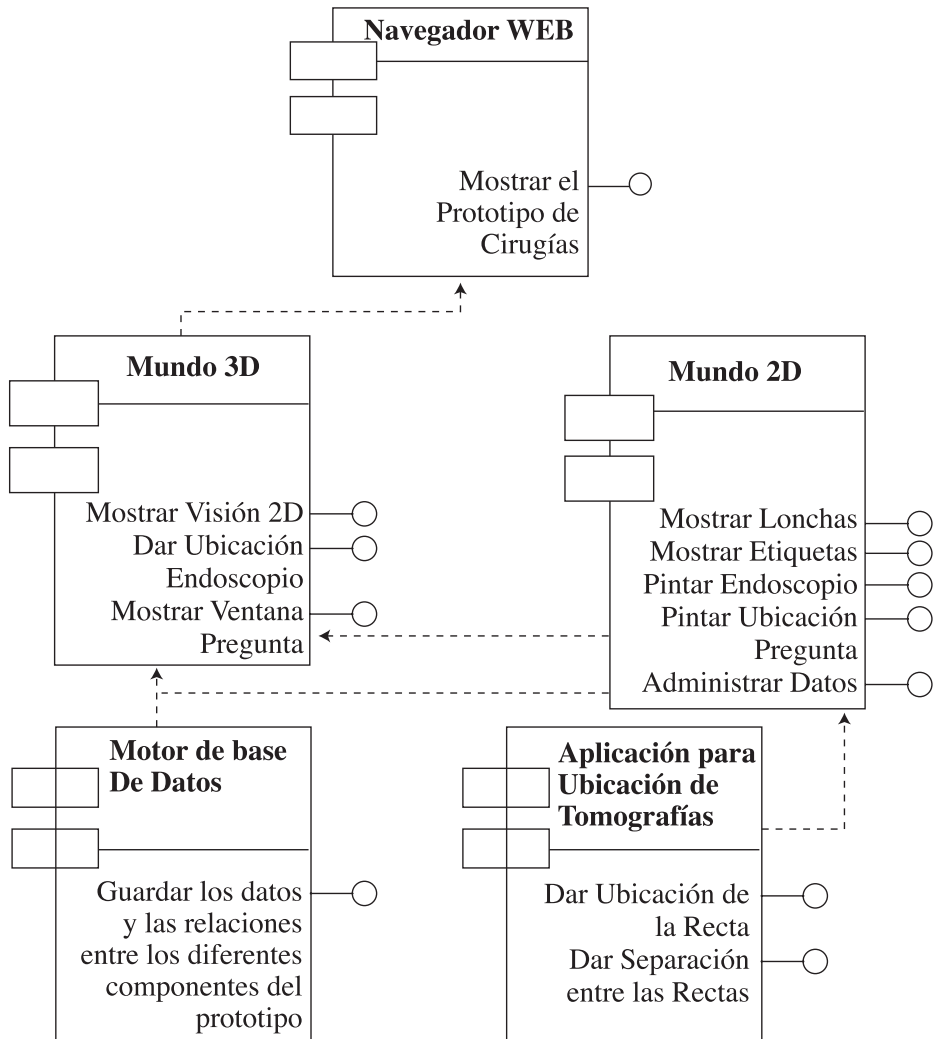 Navegador WEB
Mostrar el
Prototipo de
Cirugías
Mundo 3D
Mostrar Visión 2D
Dar Ubicación
Endoscopio
Mostrar Ventana
Pregunta
Mundo 2D
Mostrar Lonchas
Mostrar Etiquetas
Pintar Endoscopio
Pintar Ubicación
Pregunta
Administrar Datos
Motor de base
De Datos
Guardar los datos
y las relaciones
entre los diferentes
componentes del
prototipo
Aplicación para
Ubicación de
Tomografías
Dar Ubicación de
la Recta
Dar Separación
entre las Rectas